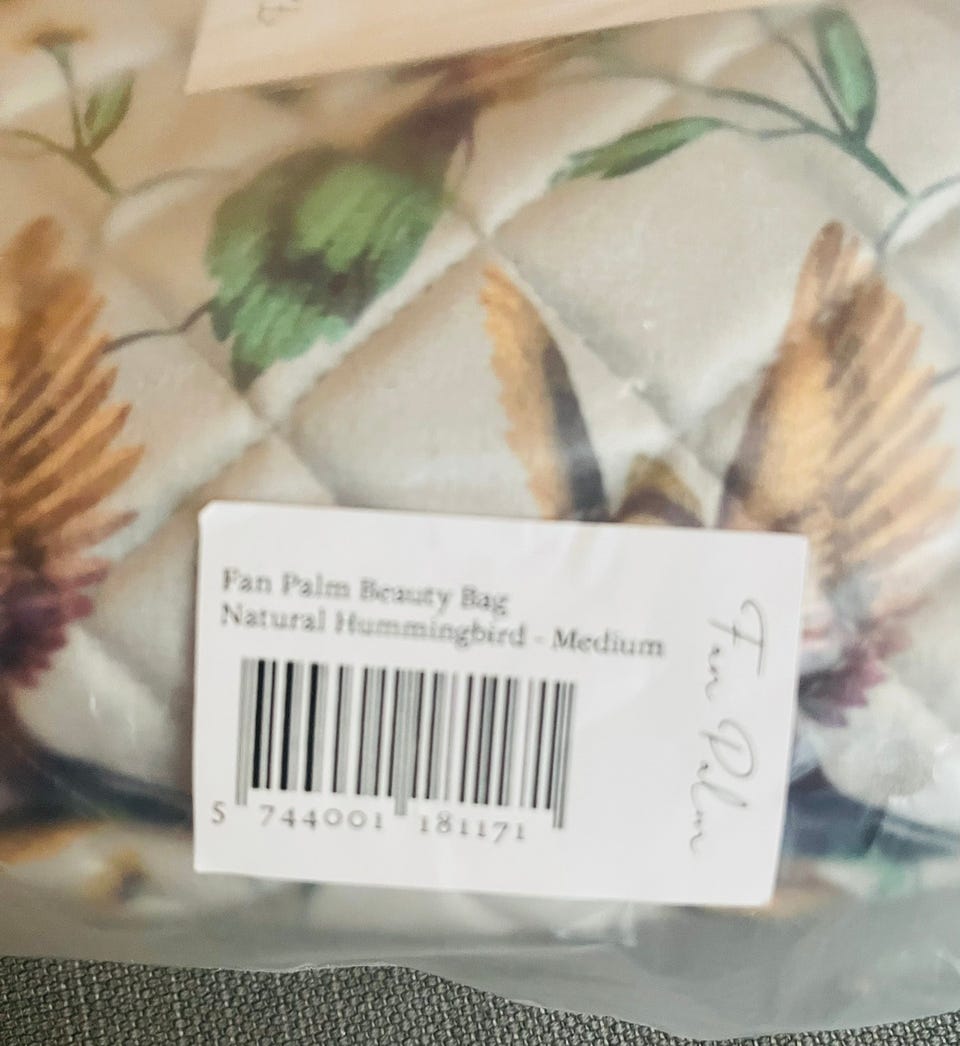 Fan Palm Beauty Bag
Natural Hummingbird - Medium
5 744001 181171
Fan Palm